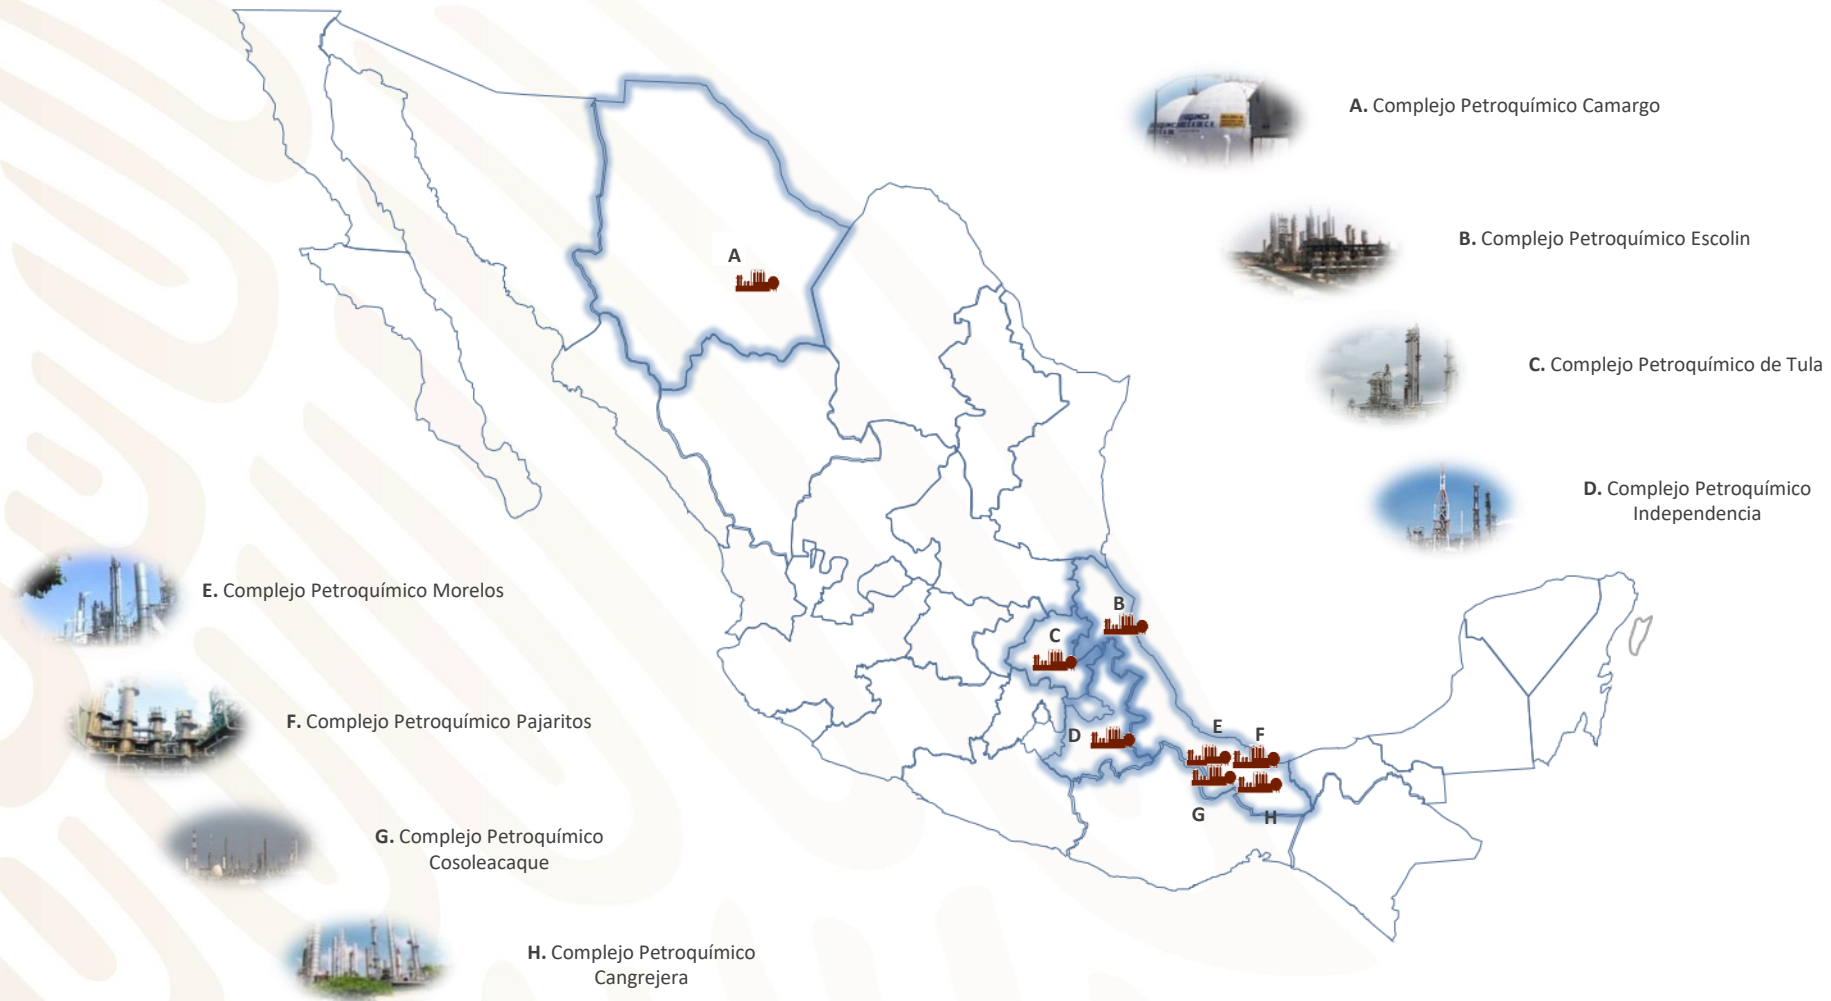 A. Complejo Petroquímico Camargo
B. Complejo Petroquímico Escolin
C. Complejo Petroquímico de Tula
D. Complejo Petroquímico
Independencia
E. Complejo Petroquímico Morelos
F. Complejo Petroquímico Pajaritos
G. Complejo Petroquímico
Cosoleacaque
H. Complejo Petroquímico
Cangrejera
A
B
C
D
E
F
G
H